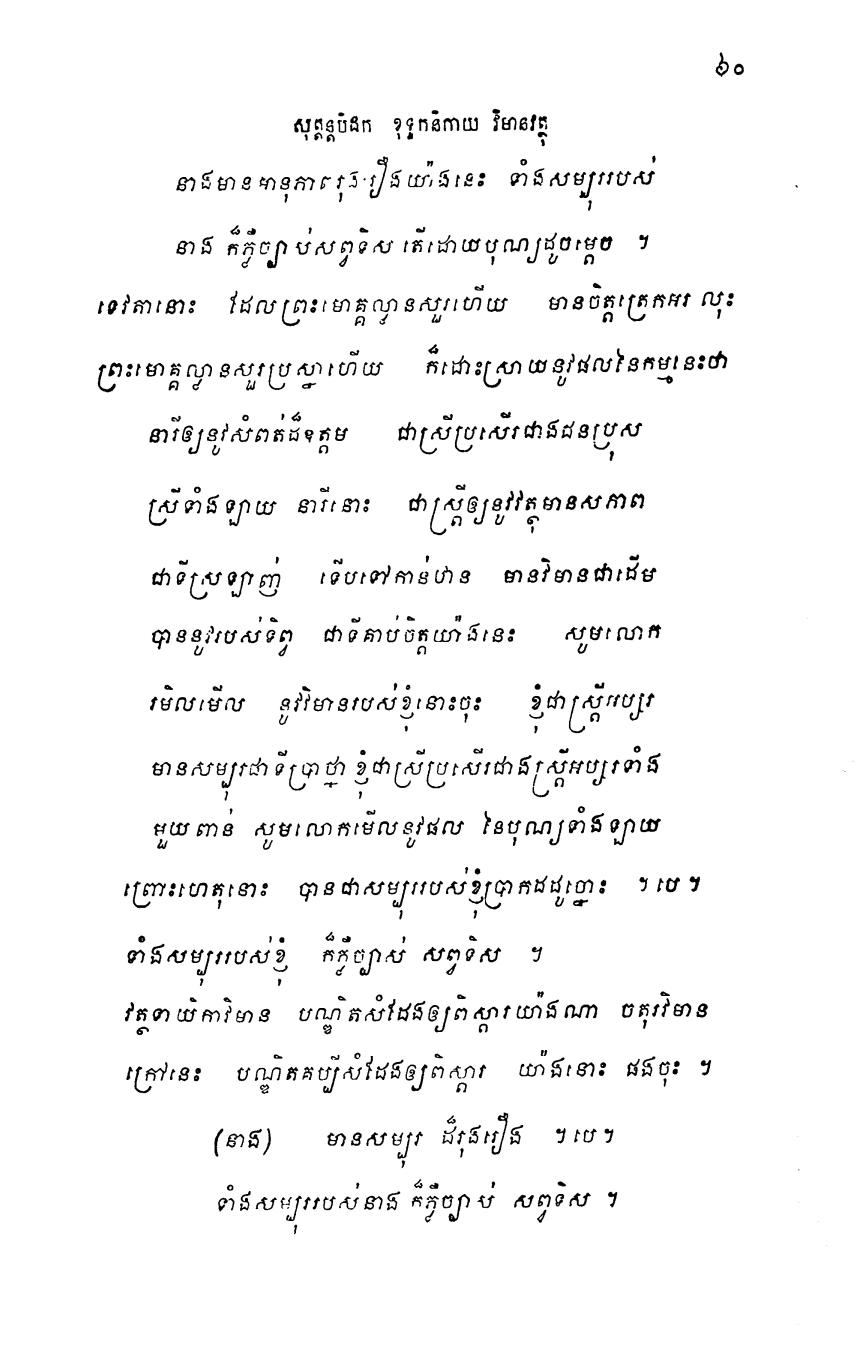 ៦០
សុត្តន្តបិដក ខុទ្ទកនិកាយ វិមានវត្ថុ
នាងមានអានុភាពរុងរឿងយ៉ាងនេះ ទាំងសម្បុររបស់
នាង ក៏ភ្លឺច្បាប់សព្វទិស តើដោយបុណ្យដូចម្តេច ។
ទេវតានោះ ដែលព្រះមោគ្គល្លានសួរហើយ មានចិត្តត្រេកអរ លុះ
ព្រះមោគ្គល្លានសួរប្រស្នាហើយ ក៏ដោះស្រាយនូវផលនៃកម្មនេះថា
នារីឲ្យនូវសំពត់ដ៏ឧត្តម ជាស្រីប្រសើរជាងជនប្រុស
ស្រីទាំងឡាយ នារីនោះ ជាស្ត្រីឲ្យនូវវត្ថុមានសភាព
ជាទីស្រឡាញ់ ទើបទៅកាន់ឋាន មានវិមានជាដើម
បាននូវរបស់ទិព្វ ជាទីគាប់ចិត្តយ៉ាងនេះ សូមលោក
រមិលមើល នូវវិមានរបស់ខ្ញុំនោះចុះ ខ្ញុំជាស្ត្រីអប្សរ
មានសម្បុរជាទីប្រាថ្នា ខ្ញុំជាស្រីប្រសើរជាងស្ត្រីអប្សរទាំង
មួយពាន់ សូមលោកមើលនូវផល នៃបុណ្យទាំងឡាយ
ព្រោះហេតុនោះ បានជាសម្បុររបស់ខ្ញុំប្រាកដដូច្នោះ ។ បេ ។
ទាំងសម្បុររបស់ខ្ញុំ ក៏ភ្លឺច្បាស់ សព្វទិស ។
វត្ថទាយិកាវិមាន បណ្ឌិតសំដែងឲ្យពិស្តារយ៉ាងណា ចតុរវិមាន
ក្រៅនេះ បណ្ឌិតគប្បីសំដែងឲ្យពិស្តារ យ៉ាងនោះ ផងចុះ ។
(នាង) មានសម្បុរ ដ៏រុងរឿង ។ បេ ។
ទាំងសម្បុររបស់នាង ក៏ភ្លឺច្បាស់ សព្វទិស ។